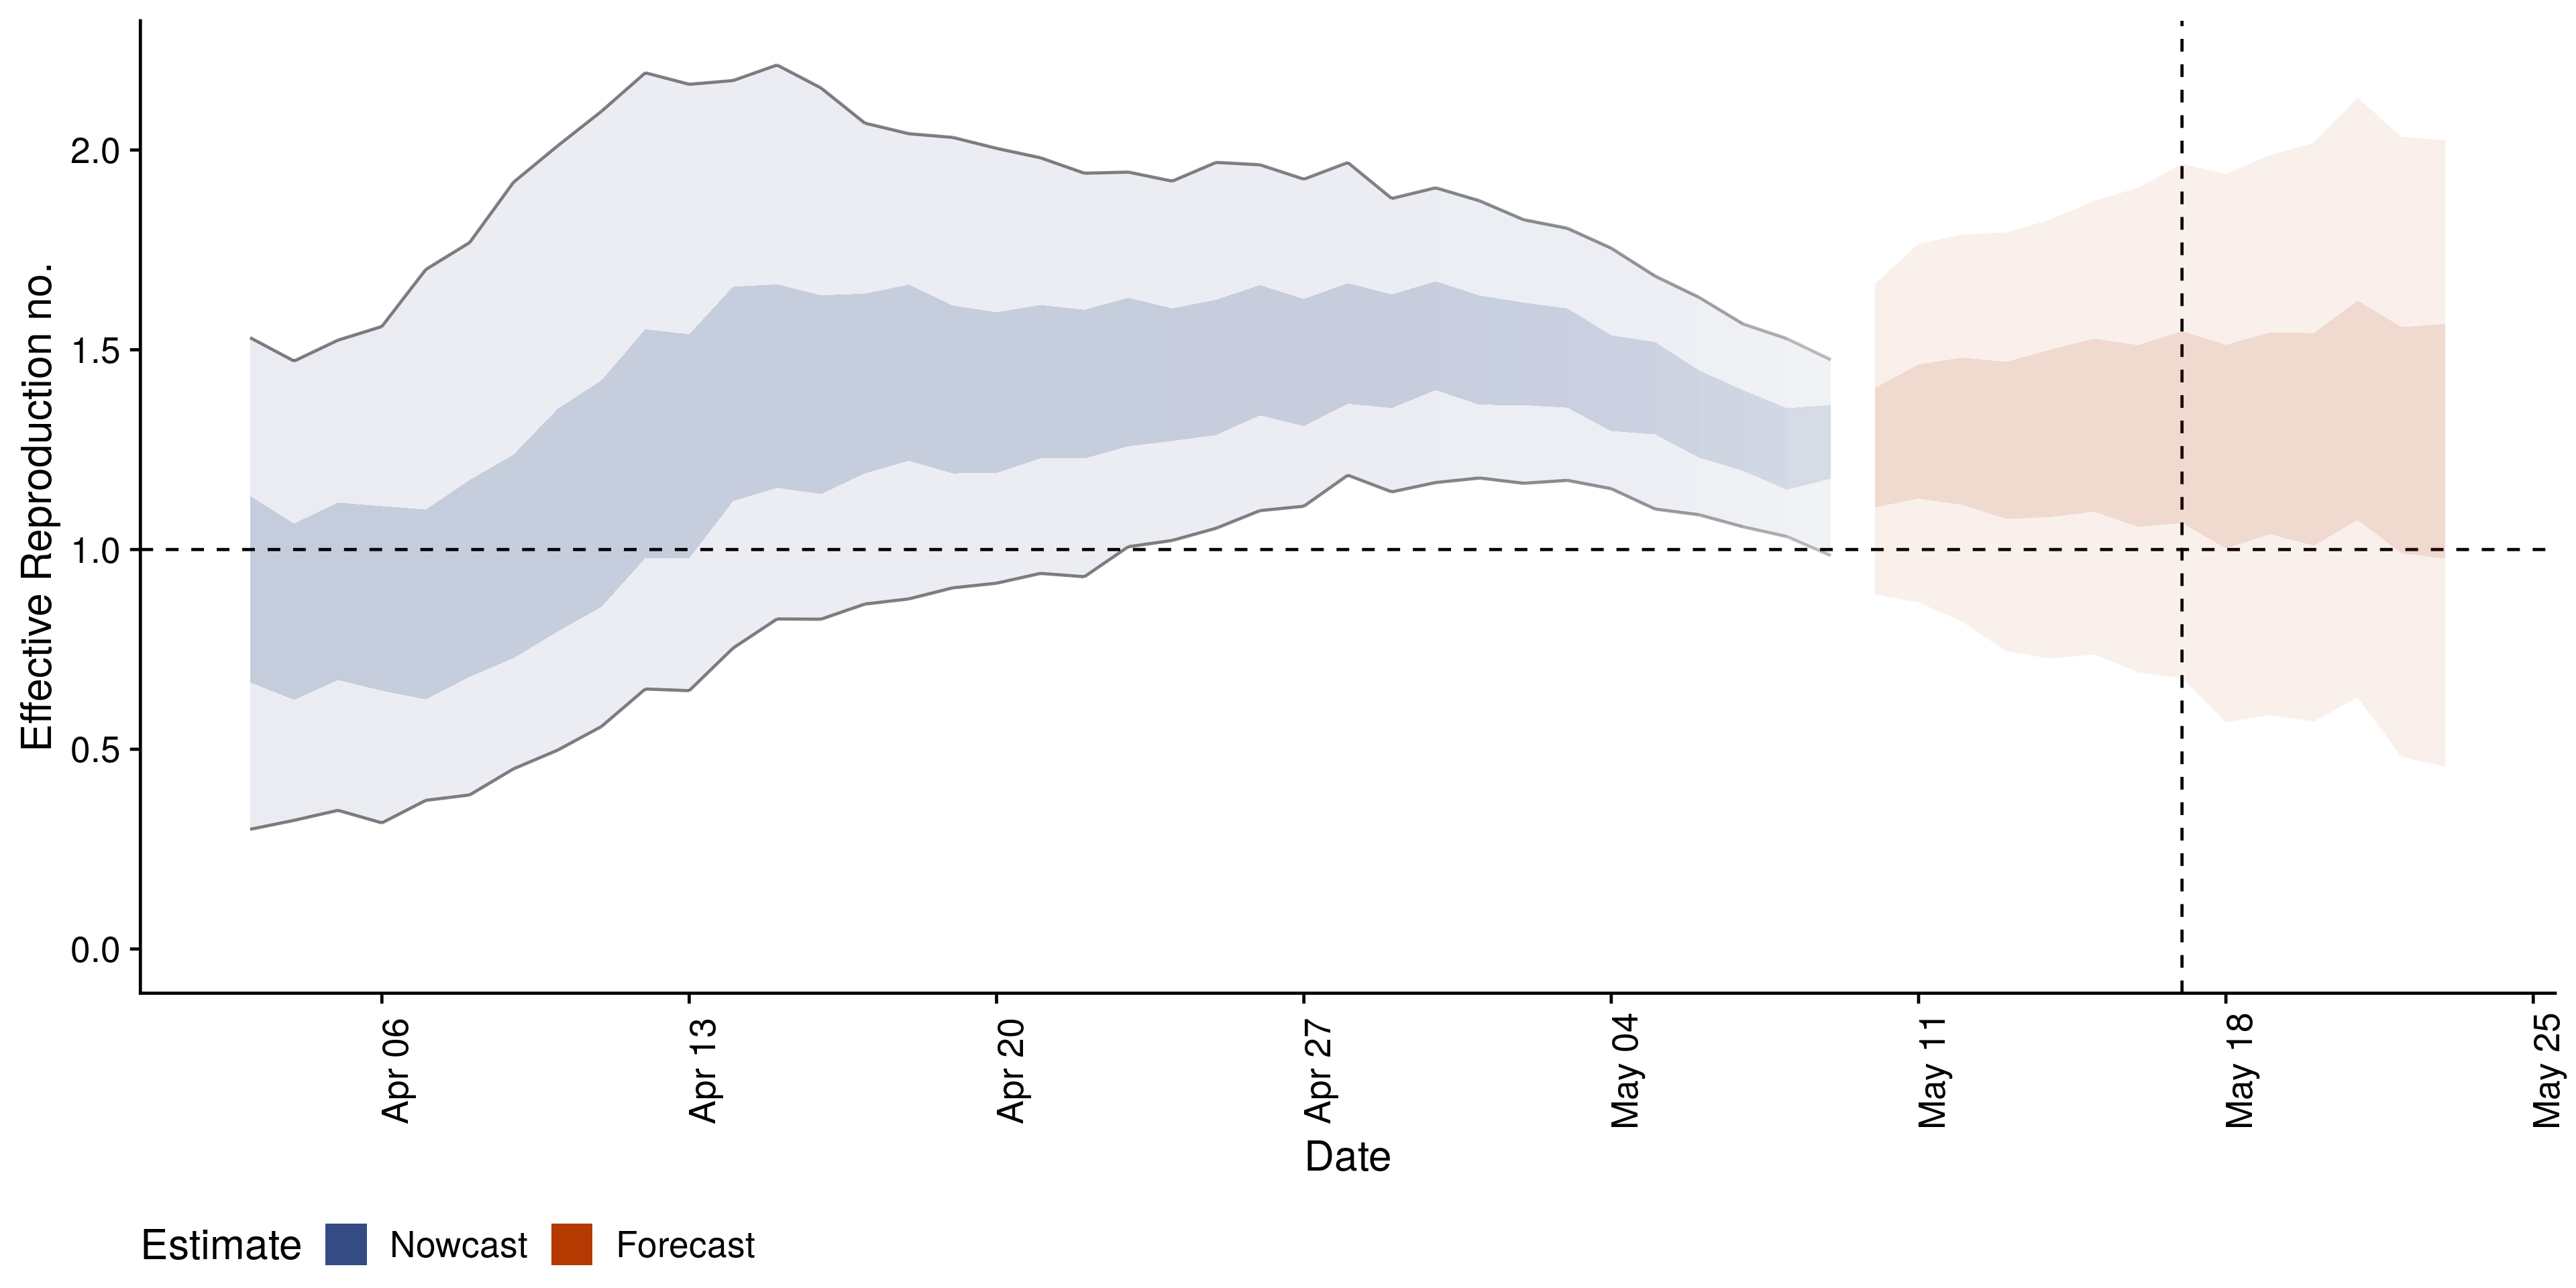 Effective Reproduction no.
2.0
1.5
1.0
0.5
0.0
Apr 06
Apr 13
Apr 20
Apr 27
May 04
May 11
May 18
May 25
Date
Estimate Nowcast Forecast